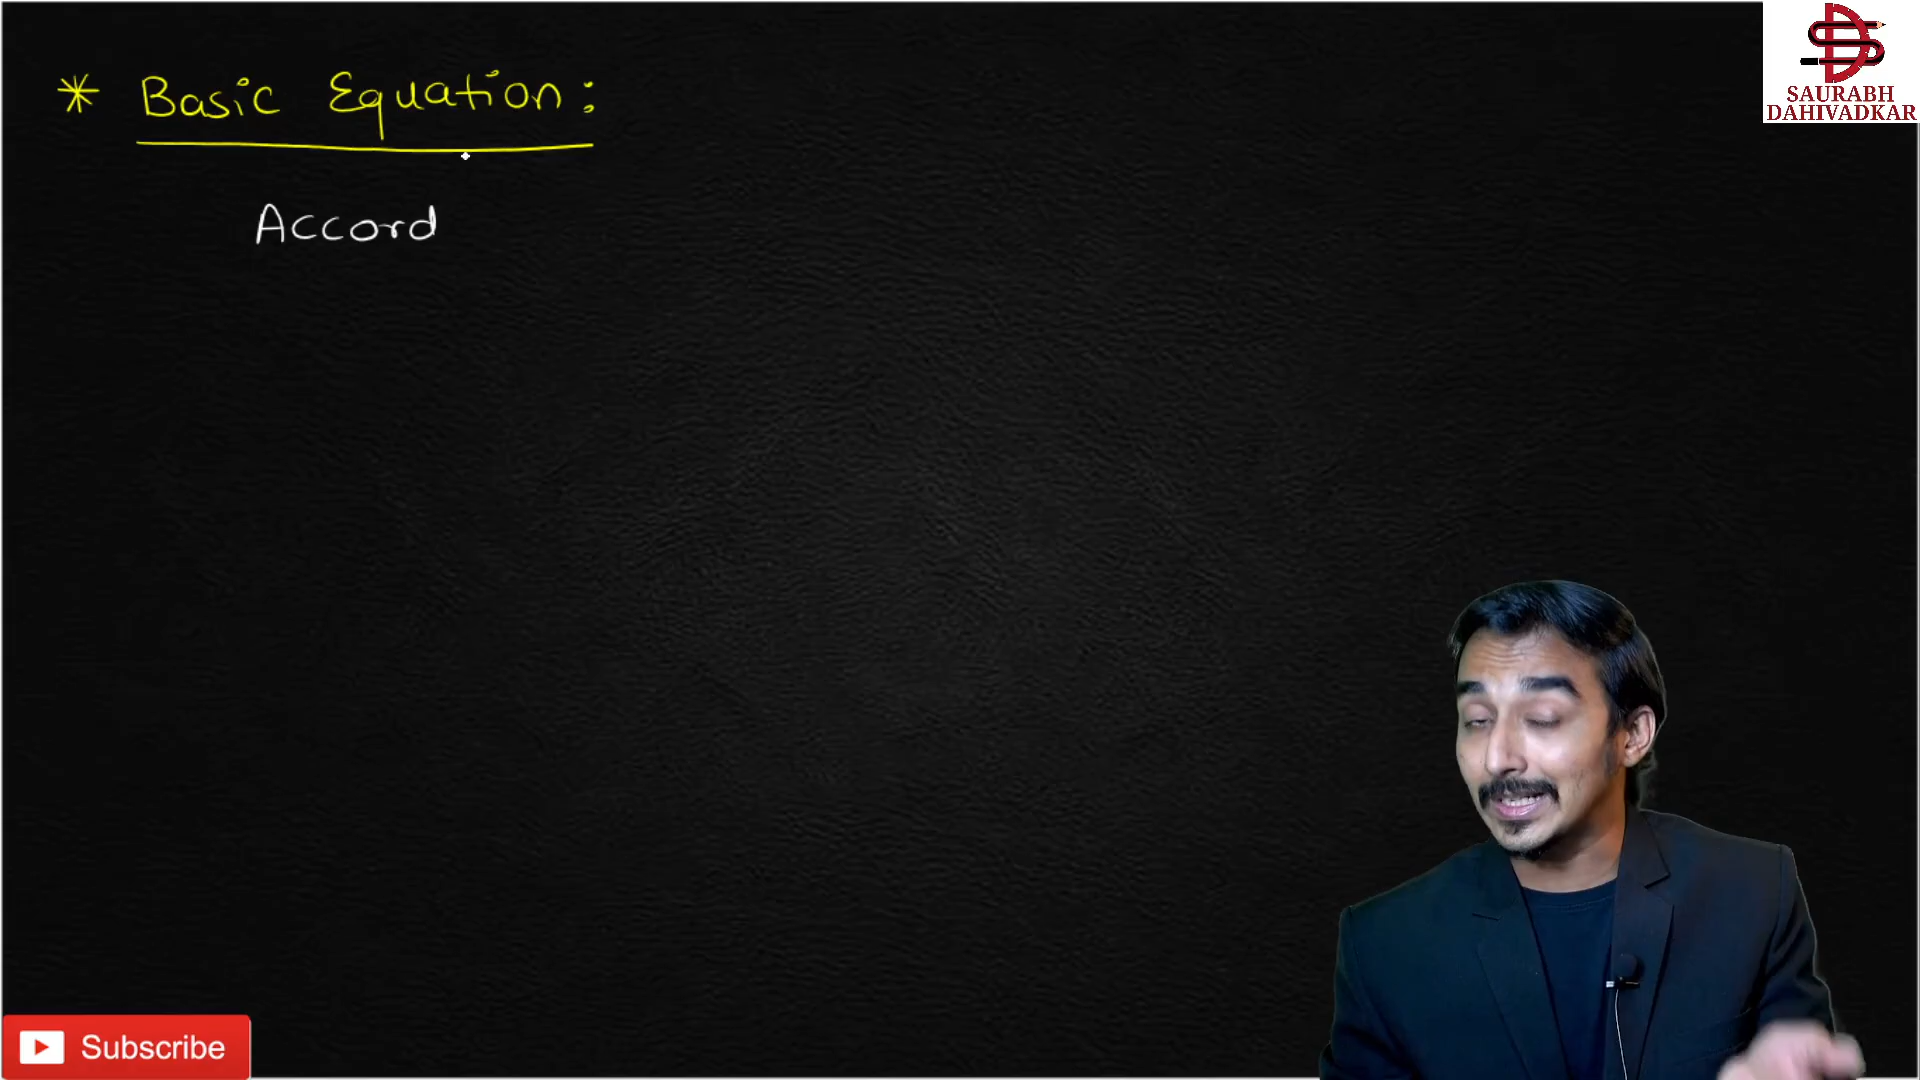 * Basic Equation:
Accord
SAURABH
DAHIVADKAR
Subscribe